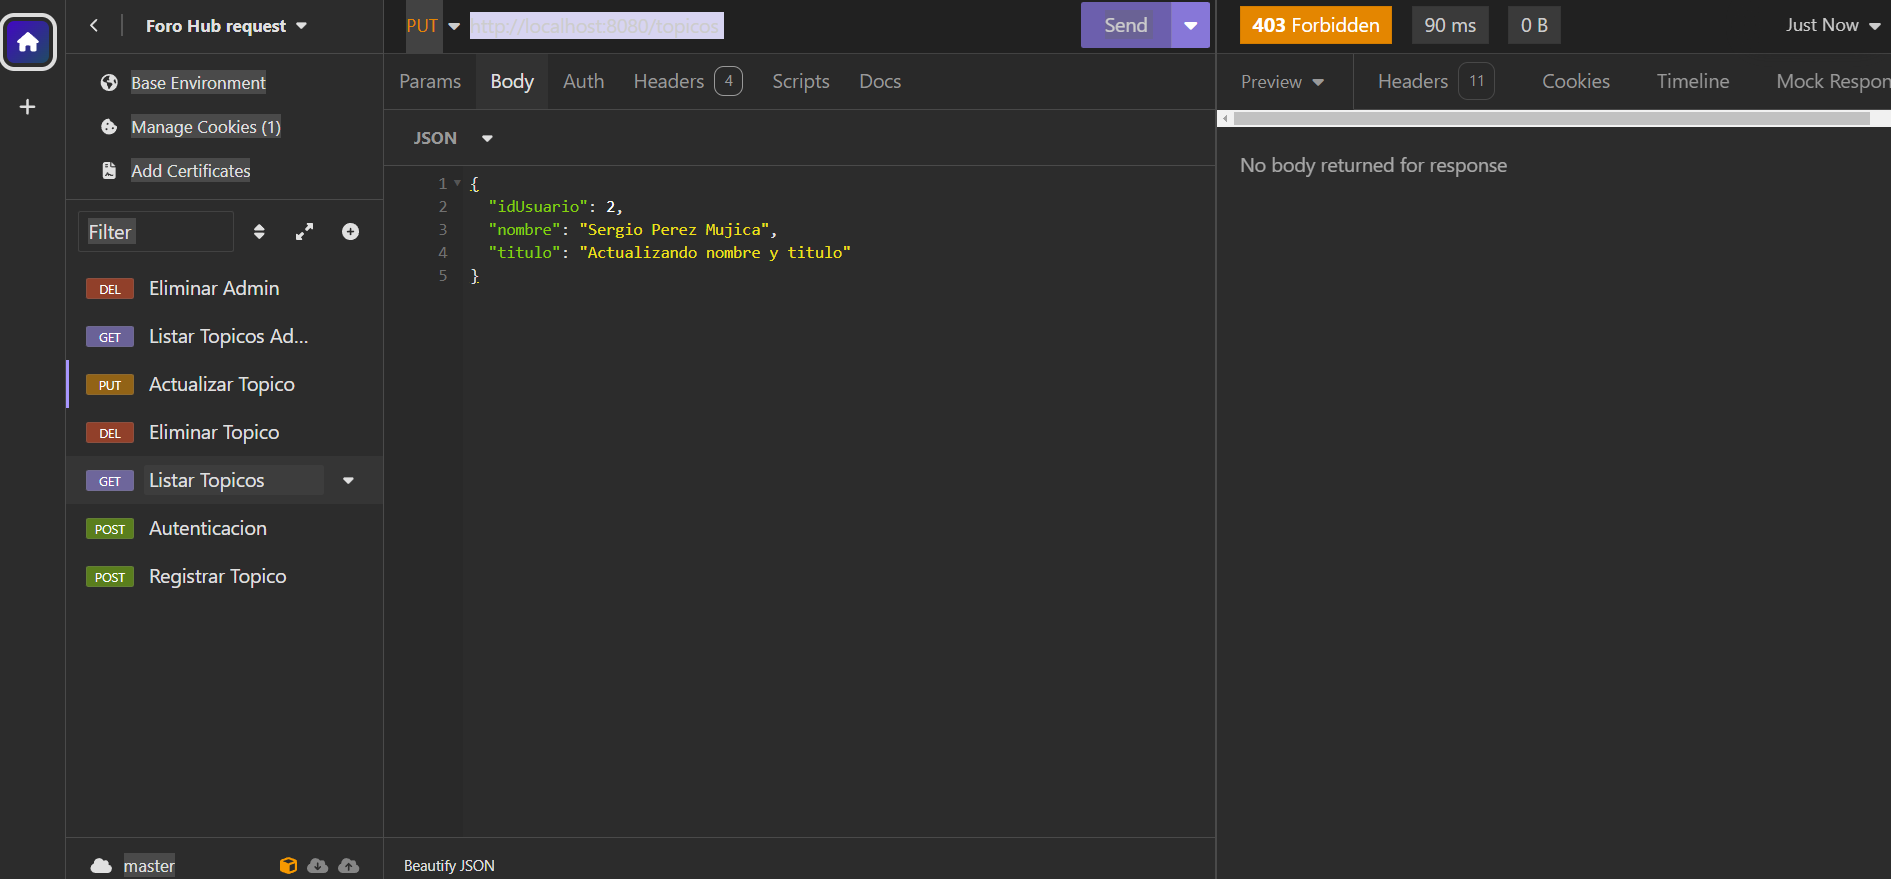 Foro Hub request
Base Environment
Manage Cookies (1)
Add Certificates
Filter
DEL Eliminar Admin
GET Listar Topicos Ad...
PUT Actualizar Topico
DEL Eliminar Topico
GET Listar Topicos
POST Autenticacion
POST Registrar Topico
master
PUT http://localhost:8080/topicos Send
Params Body Auth Headers 4 Scripts Docs
JSON
1 {
2 "idUsuario": 2,
3 "nombre": "Sergio Perez Mujica",
4 "titulo": "Actualizando nombre y titulo"
5 }
Beautify JSON
403 Forbidden 90 ms 0 B Just Now
Preview Headers 11 Cookies Timeline Mock Respon
No body returned for response